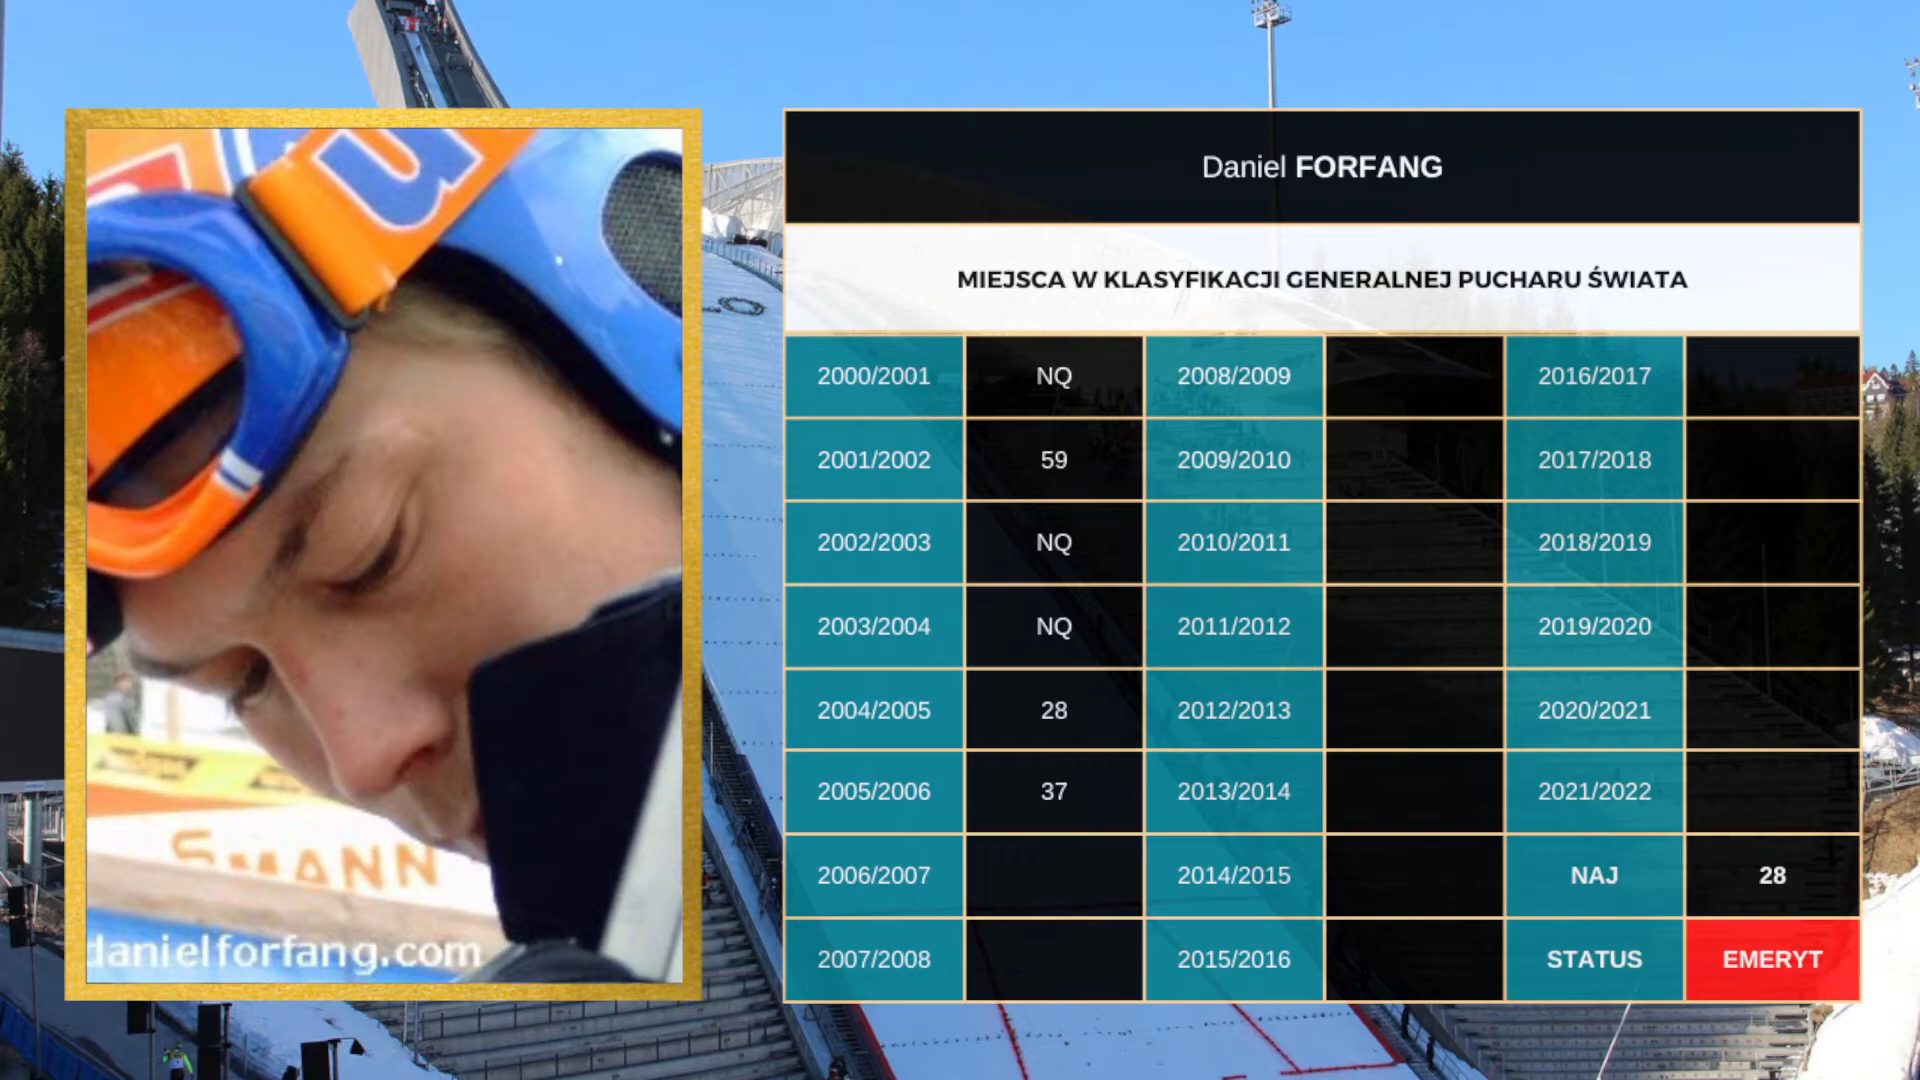 Daniel FORFANG
MIEJSCA W KLASYFIKACJI GENERALNEJ PUCHARU ŚWIATA
2000/2001 NQ 2008/2009 2016/2017
2001/2002 59 2009/2010 2017/2018
2002/2003 NQ 2010/2011 2018/2019
2003/2004 NQ 2011/2012 2019/2020
2004/2005 28 2012/2013 2020/2021
2005/2006 37 2013/2014 2021/2022
2006/2007 2014/2015 NAJ 28
2007/2008 2015/2016 STATUS EMERYT
danielforfang.com